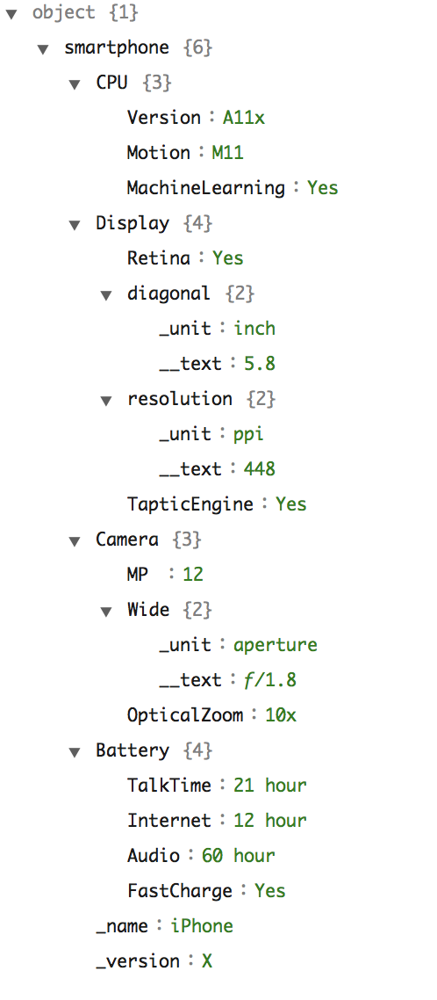 object {1}
smartphone {6}
CPU {3}
Version : A11x
Motion : M11
MachineLearning : Yes
Display {4}
Retina : Yes
diagonal {2}
_unit : inch
__text : 5.8
resolution {2}
_unit : ppi
__text : 448
TapticEngine : Yes
Camera {3}
MP : 12
Wide {2}
_unit : aperture
__text : ƒ/1.8
OpticalZoom : 10x
Battery {4}
TalkTime : 21 hour
Internet : 12 hour
Audio : 60 hour
FastCharge : Yes
_name : iPhone
_version : X